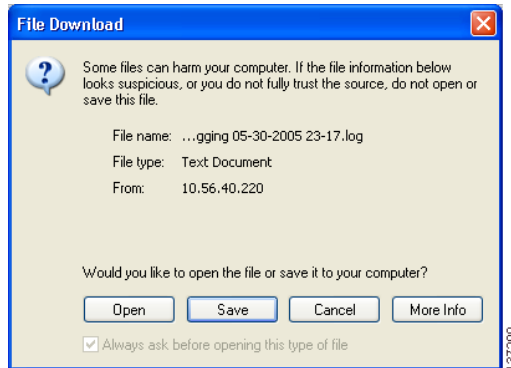 File Download
Some files can harm your computer. If the file information below
looks suspicious, or you do not fully trust the source, do not open or
save this file.
File name: ...gging 05-30-2005 23-17.log
File type: Text Document
From: 10.56.40.220
Would you like to open the file or save it to your computer?
Open Save Cancel More Info
Always ask before opening this type of file